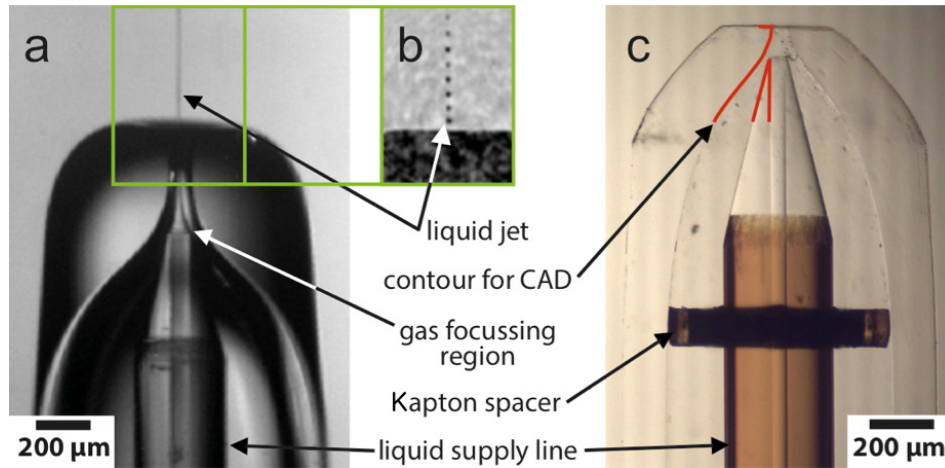 a
b
c
liquid jet
contour for CAD
gas focussing
region
Kapton spacer
liquid supply line
200 µm
200 µm